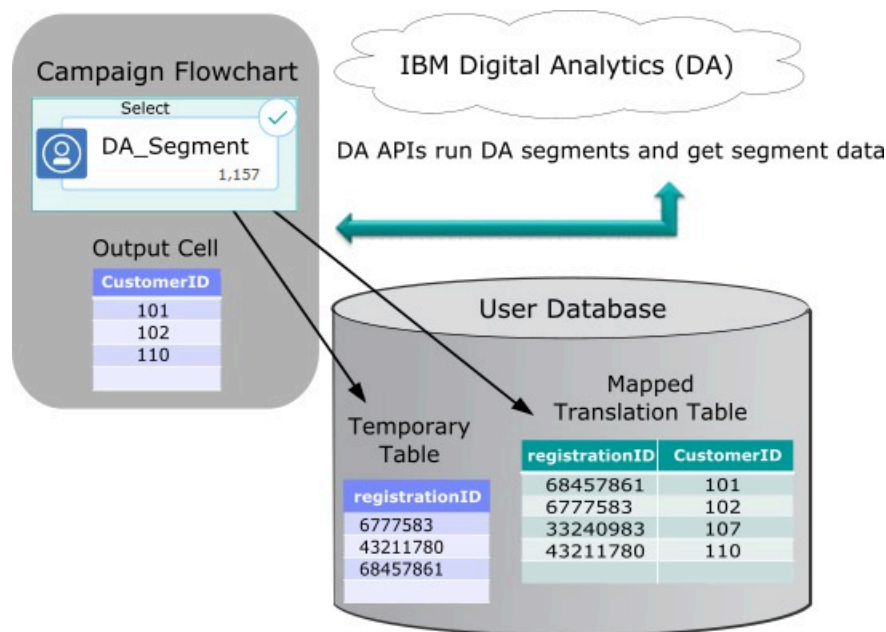 Campaign Flowchart
Select
DA_Segment
1,157
Output Cell
CustomerID
101
102
110
IBM Digital Analytics (DA)
DA APIs run DA segments and get segment data
User Database
Temporary
Table
registrationID
6777583
43211780
68457861
Mapped
Translation Table
registrationID CustomerID
68457861 101
6777583 102
33240983 107
43211780 110